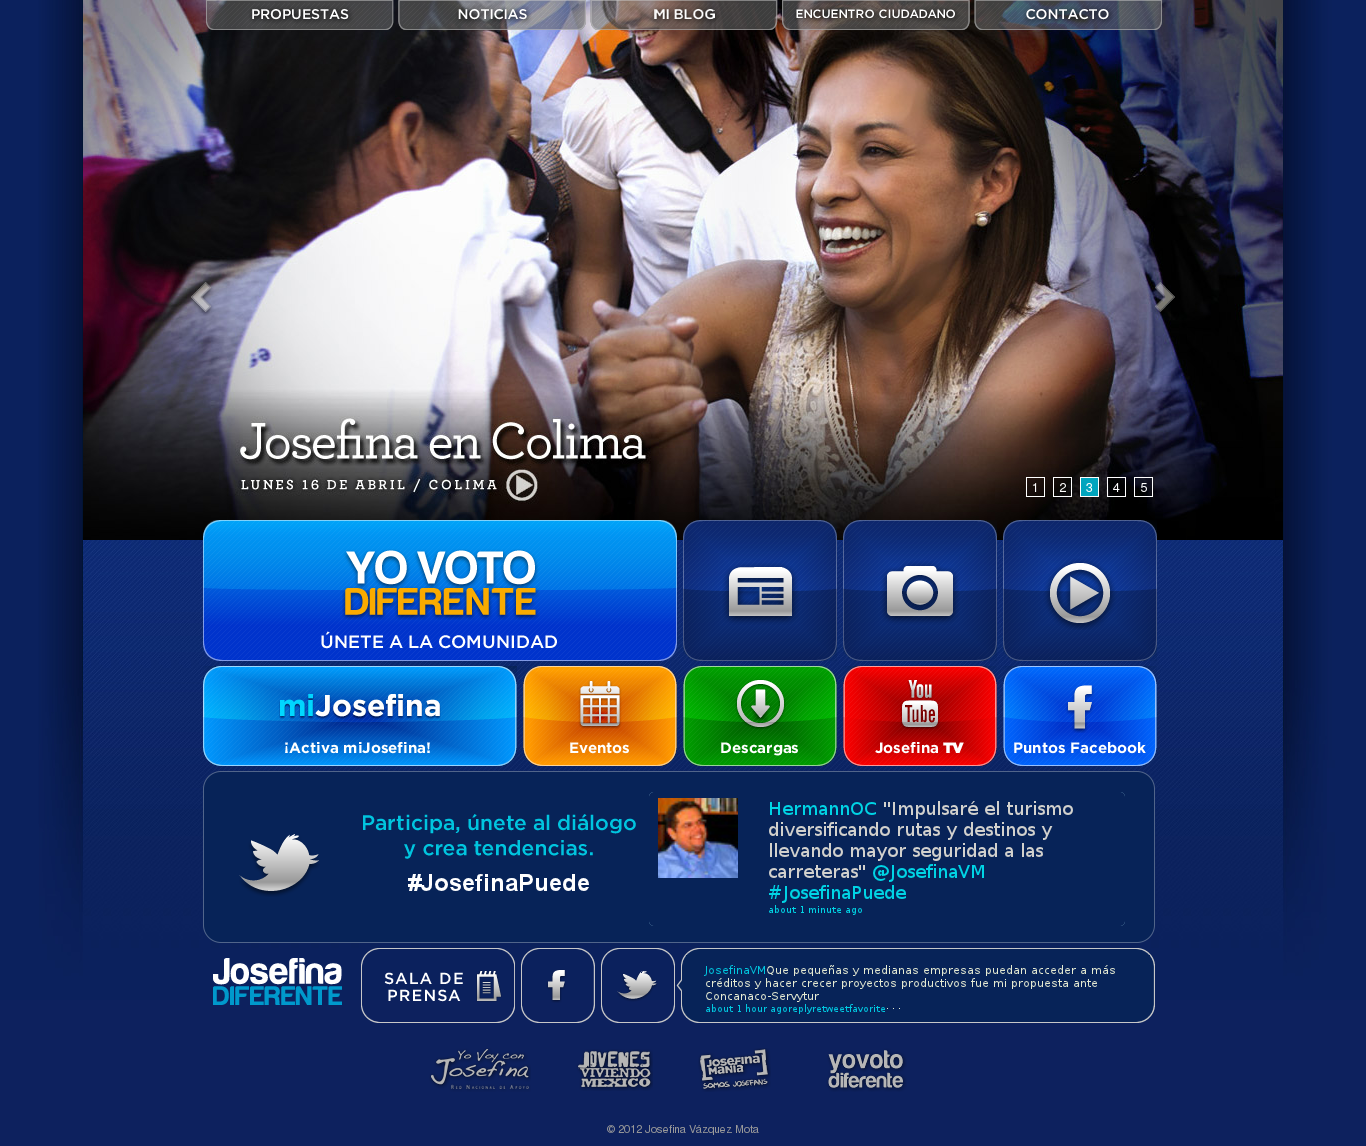 PROPUESTAS
NOTICIAS
MI BLOG
ENCUENTRO CIUDADANO
CONTACTO
Josefina en Colima
LUNES 16 DE ABRIL / COLIMA
1 2 3 4 5
YO VOTO
DIFERENTE
ÚNETE A LA COMUNIDAD
miJosefina
¡Activa miJosefina!
Eventos
Descargas
You
Tube
Josefina TV
Puntos Facebook
Participa, únete al diálogo
y crea tendencias.
#JosefinaPuede
HermannOC "Impulsaré el turismo
diversificando rutas y destinos y
llevando mayor seguridad a las
carreteras" @JosefinaVM
#JosefinaPuede
about 1 minute ago
Josefina
DIFERENTE
SALA DE
PRENSA
JosefinaVMQue pequeñas y medianas empresas puedan acceder a más
créditos y hacer crecer proyectos productivos fue mi propuesta ante
Concanaco-Servytur
about 1 hour agoreplyretweetfavorite· · ·
Yo Voy con
Josefina
RED NACIONAL DE APOYO
JOVENES
VIVIENDO
MEXICO
JOSEFINA
MANIA
SOMOS JOSEFANS
yovoto
diferente
© 2012 Josefina Vázquez Mota